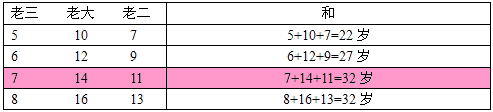 老三 老大 老二 和
5 10 7 5+10+7=22 岁
6 12 9 6+12+9=27 岁
7 14 11 7+14+11=32 岁
8 16 13 8+16+13=32 岁